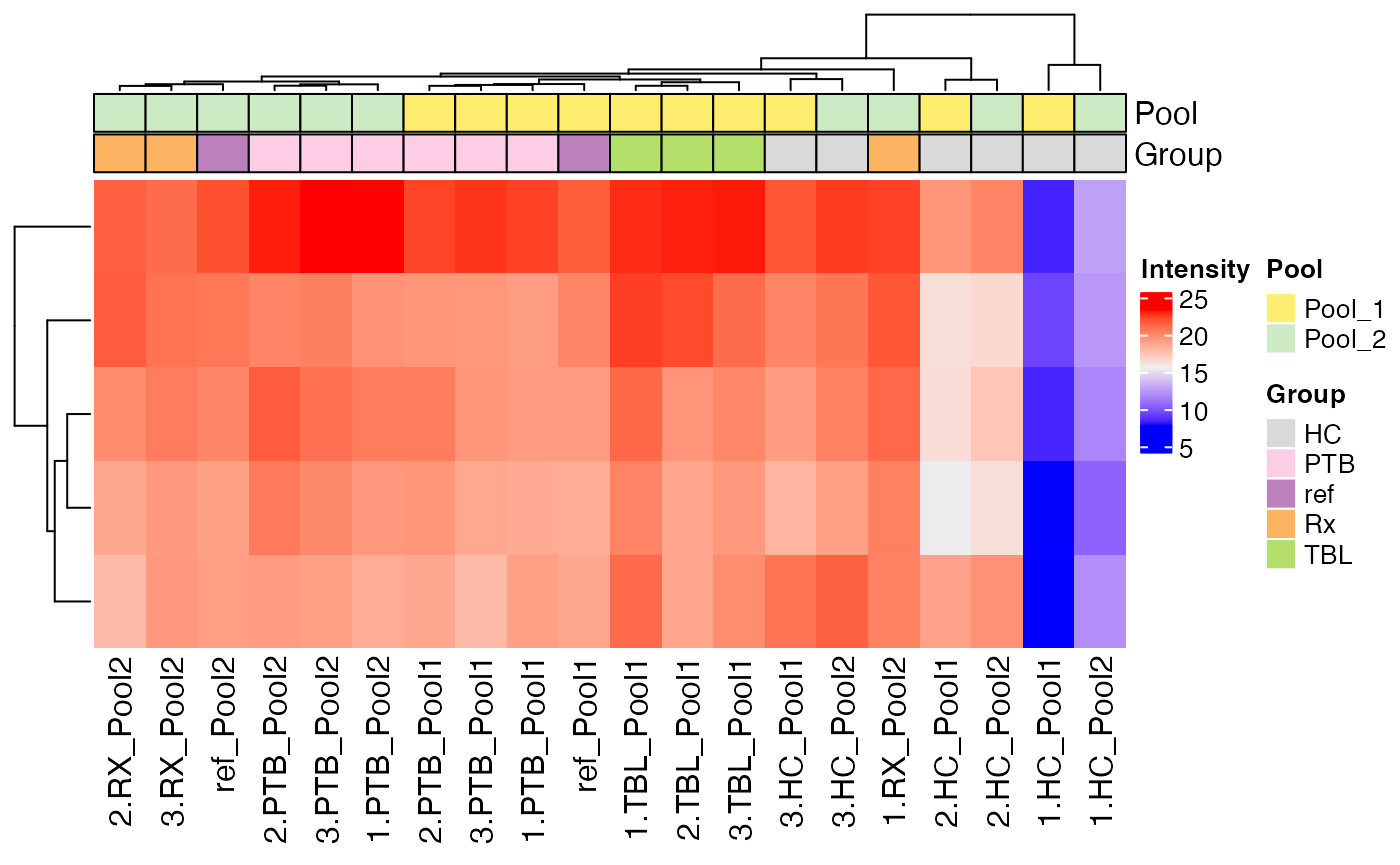 Pool
Group
Intensity
25
20
15
10
5
Pool
Pool_1
Pool_2
Group
HC
PTB
ref
Rx
TBL
2.RX_Pool2
3.RX_Pool2
ref_Pool2
2.PTB_Pool2
3.PTB_Pool2
1.PTB_Pool2
2.PTB_Pool1
3.PTB_Pool1
1.PTB_Pool1
ref_Pool1
1.TBL_Pool1
2.TBL_Pool1
3.TBL_Pool1
3.HC_Pool1
3.HC_Pool2
1.RX_Pool2
2.HC_Pool1
2.HC_Pool2
1.HC_Pool1
1.HC_Pool2